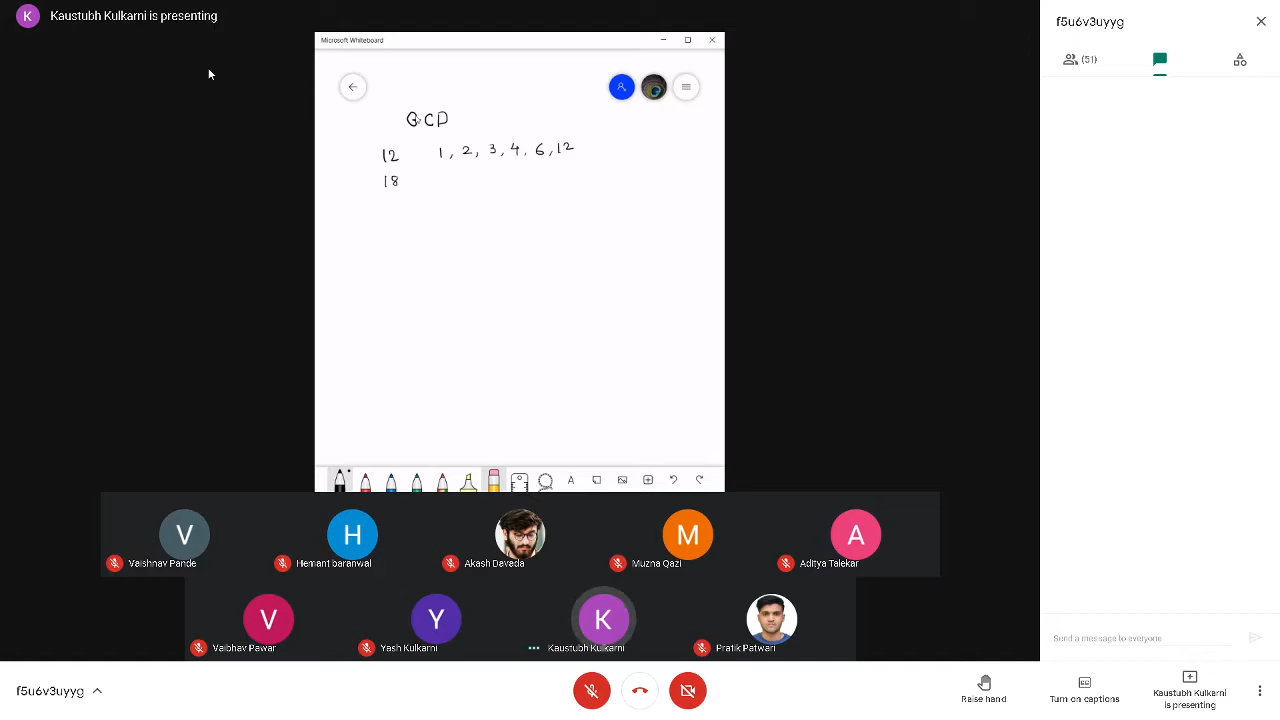 K Kaustubh Kulkarni is presenting
f5u6v3uyyg
Microsoft Whiteboard
(51)
GCD
12 1, 2, 3, 4, 6, 12
18
A
V H M A
Vaishnav Pande Hemant baranwal Akash Davada Muzna Qazi Aditya Talekar
V Y K
Vaibhav Pawar Yash Kulkarni Kaustubh Kulkarni Pratik Patwari
Send a message to everyone
f5u6v3uyyg
Raise hand Turn on captions Kaustubh Kulkarni
is presenting